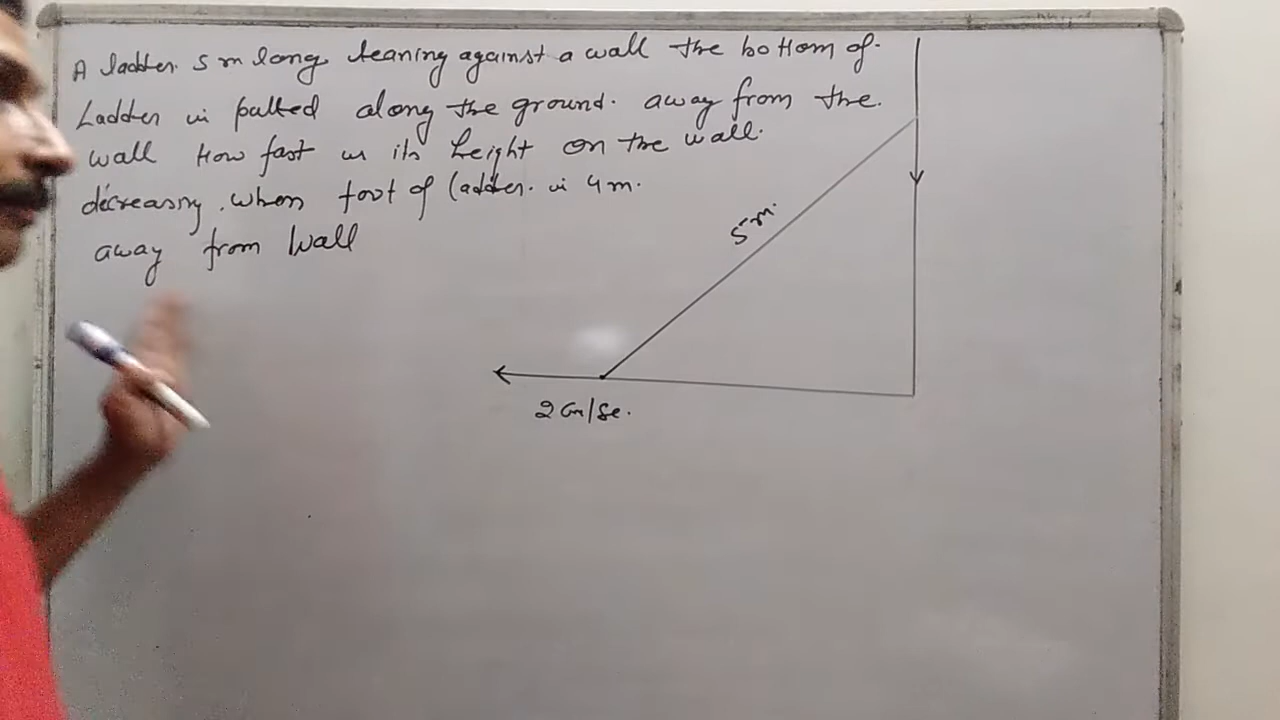 A ladder 5 m long leaning against a wall the bottom of
Ladder is pulled along the ground. away from the.
wall How fast is its height on the wall.
decreasing. when foot of ladder. is 4 m.
away from wall
5 m.
2 cm/se.